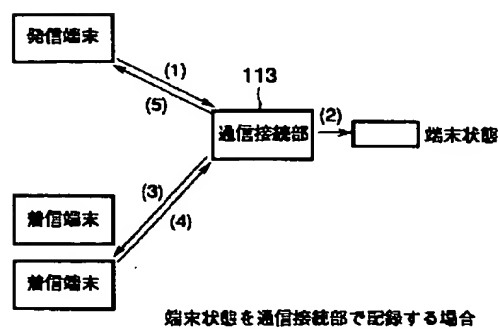 発信端末
(1)
113
(5)
(2)
通信接続部
端末状態
(3)
(4)
着信端末
着信端末
端末状態を通信接続部で記録する場合